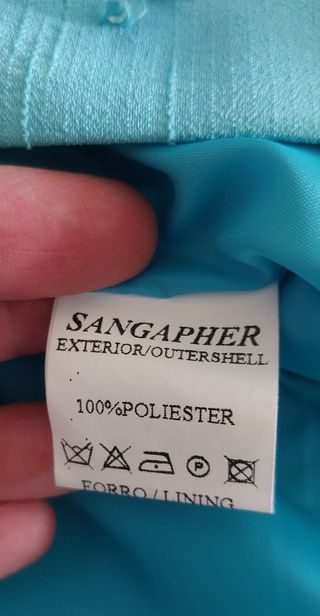 SANGAPHER
EXTERIOR/OUTERSHELL
100%POLIESTER
P
FORRO / LINING